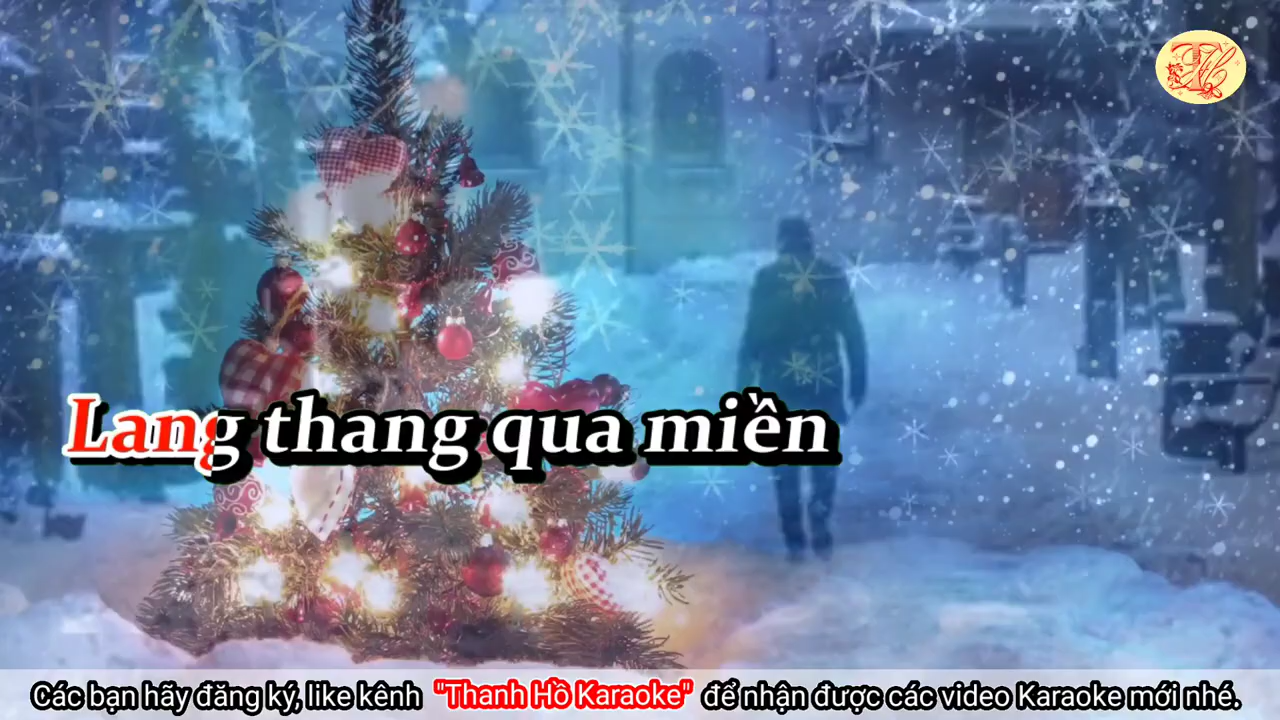 Lang thang qua miền
Các bạn hãy đăng ký, like kênh "Thanh Hồ Karaoke" để nhận được các video Karaoke mới nhé.